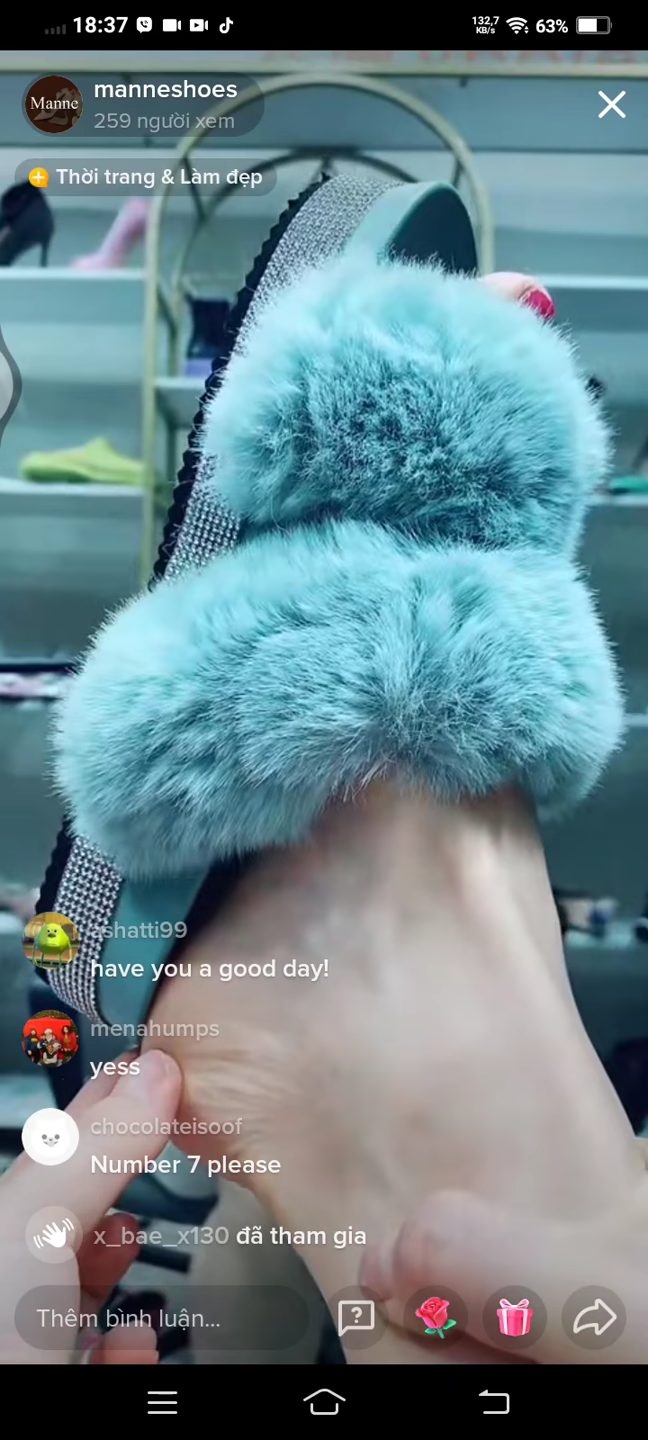 18:37
132,7
KB/s
63%
Manne
manneshoes
259 người xem
Thời trang & Làm đẹp
ashatti99
have you a good day!
menahumps
yess
chocolateisoof
Number 7 please
x_bae_x130 đã tham gia
Thêm bình luận...